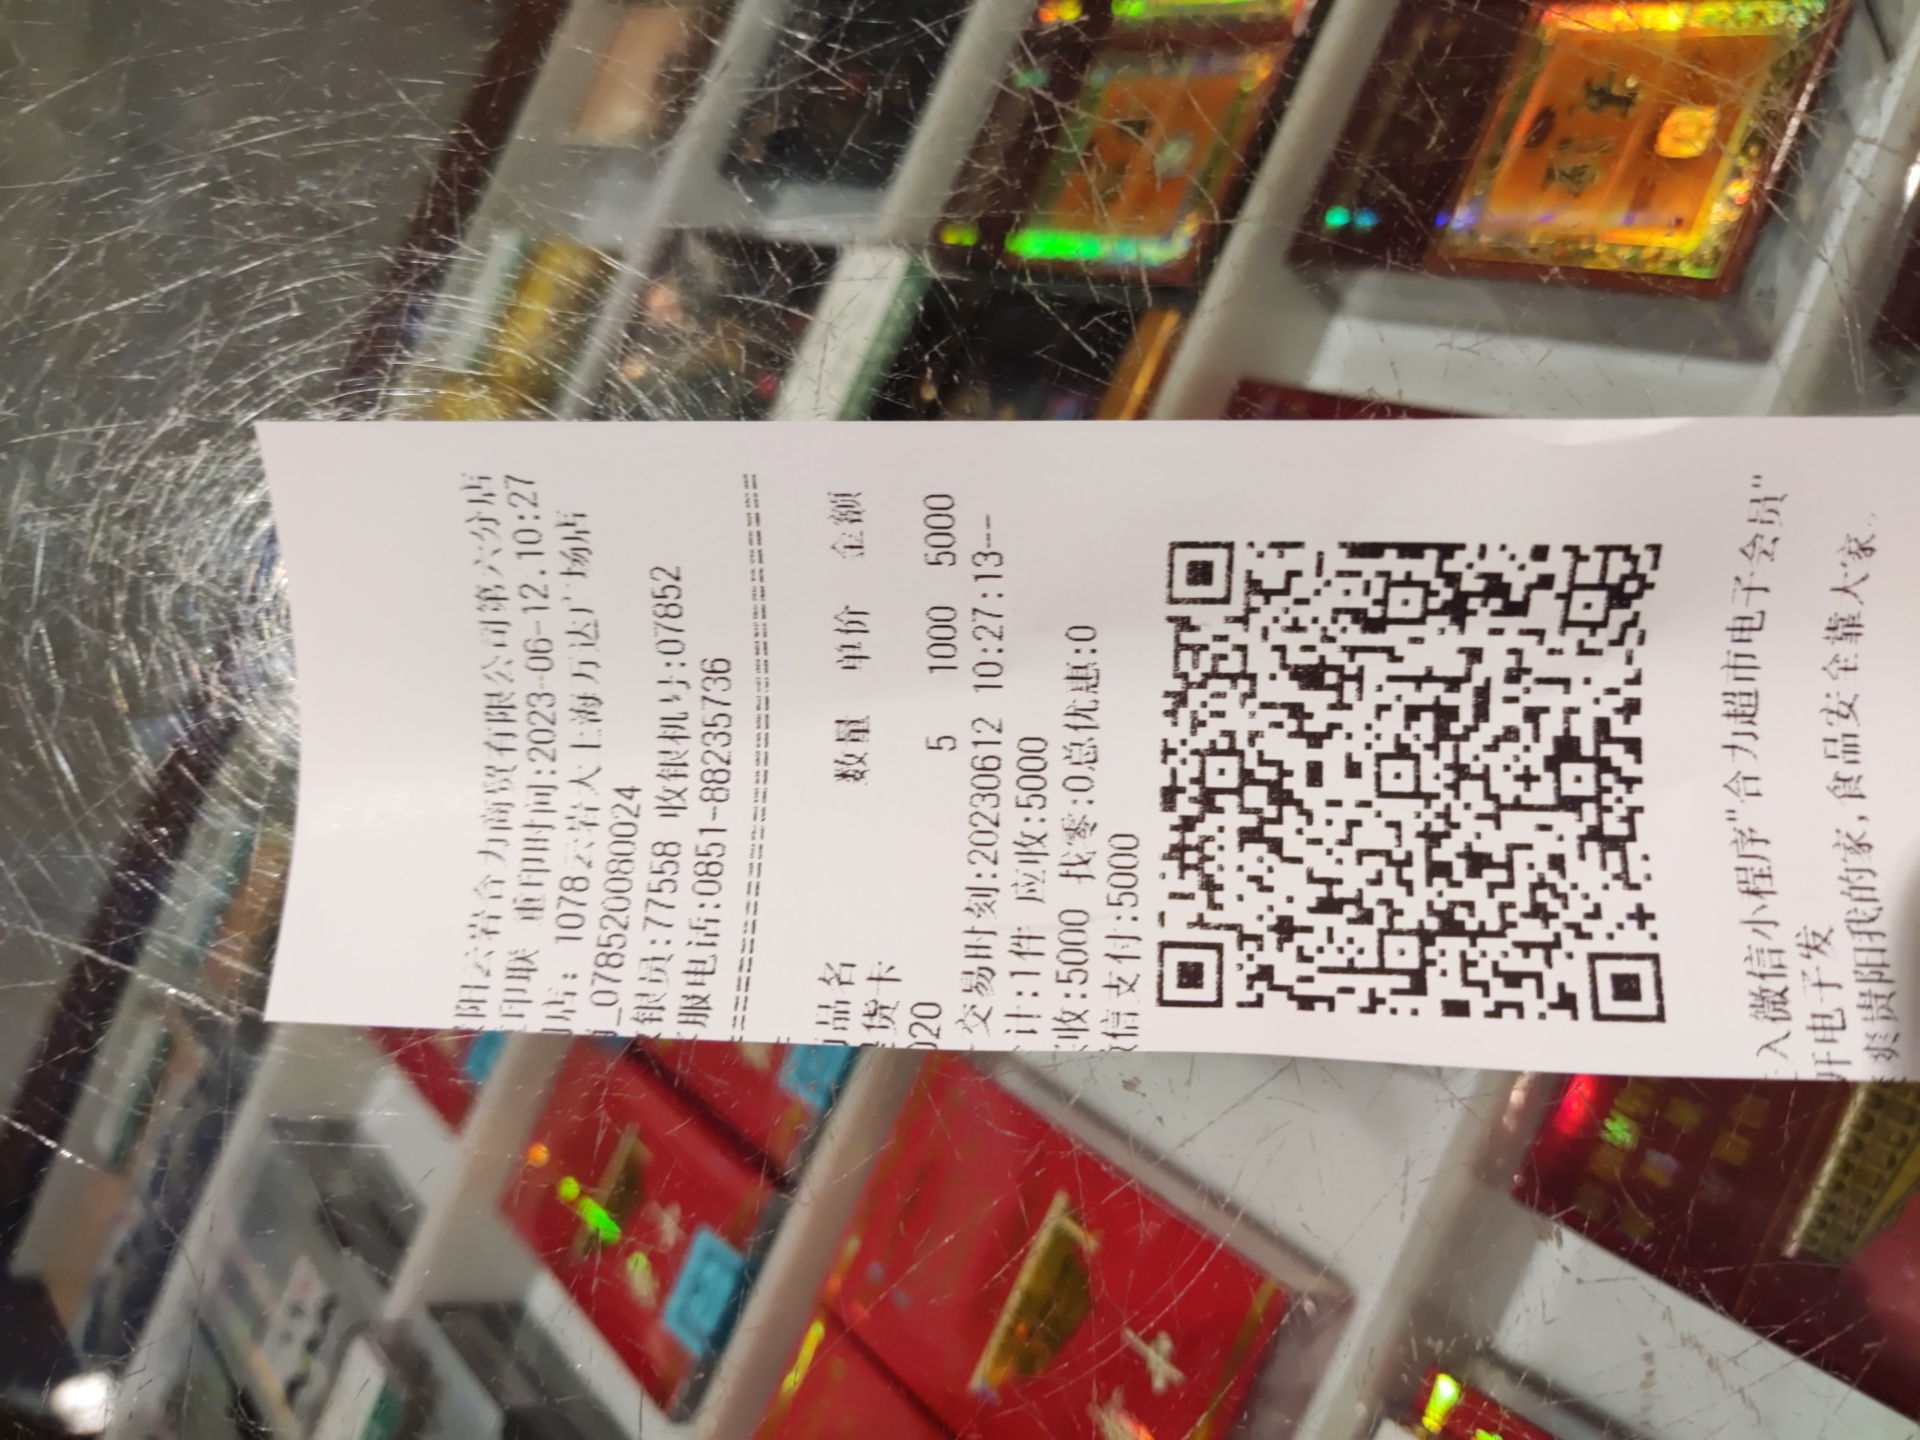 阳云岩合力商贸有限公司第六分店
印联 重印时间:2023-06-12.10:27
店: 1078云岩大上海万达广场店
_078520080024
银员:77558 收银机号:07852
服电话:0851-88235736
品名 数量 单价 金额
货卡
020 5 1000 5000
交易时刻:20230612 10:27:13--
计:1件 应收:5000
收:5000 找零:0总优惠:0
信支付:5000
入微信小程序"合力超市电子会员"
开电子发
爽贵阳我的家,食品安全靠大家。